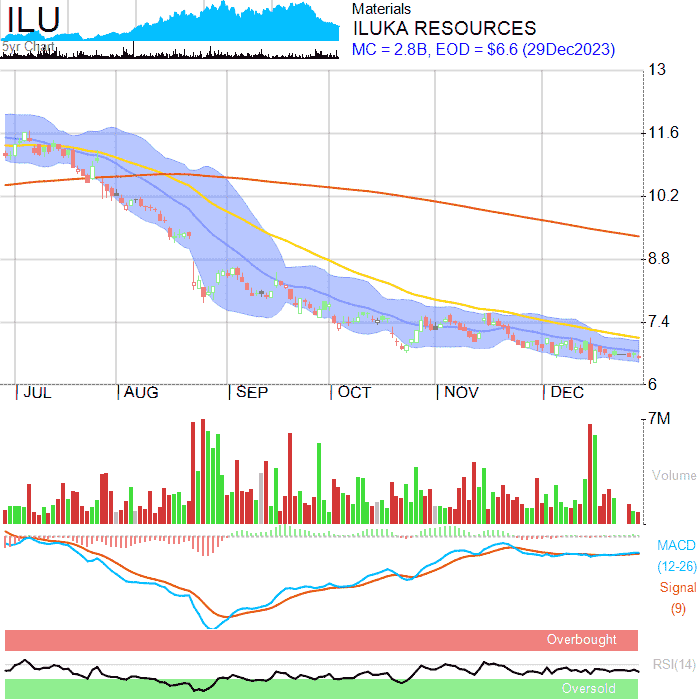 ILU
5yr Chart
Materials
ILUKA RESOURCES
MC = 2.8B, EOD = $6.6 (29Dec2023)
13
11.6
10.2
8.8
7.4
6
JUL AUG SEP OCT NOV DEC
7M
Volume
MACD
(12-26)
Signal
(9)
Overbought
RSI(14)
Oversold